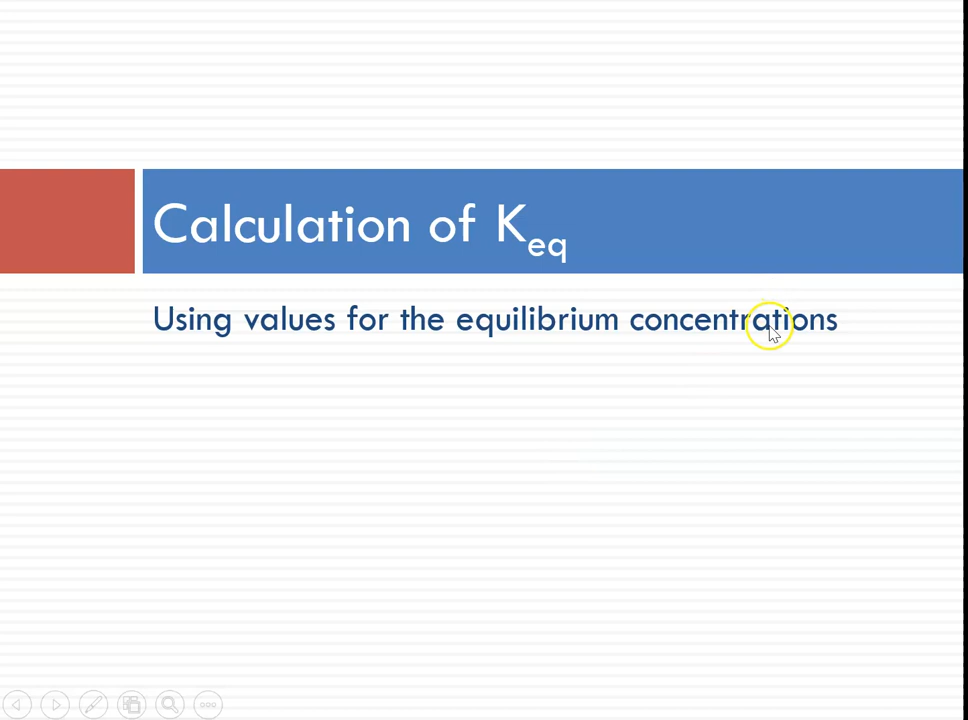 Calculation of Keq
Using values for the equilibrium concentrations